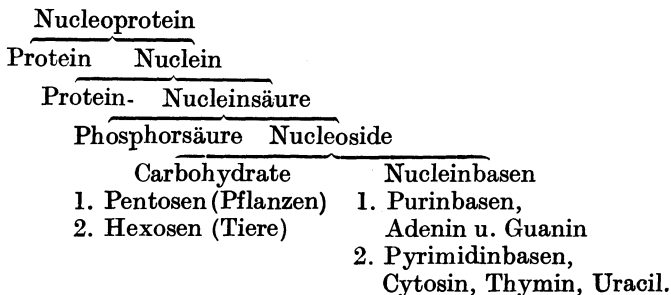 Nucleoprotein
Protein Nuclein
Protein- Nucleinsäure
Phosphorsäure Nucleoside
Carbohydrate Nucleinbasen
1. Pentosen (Pflanzen) 1. Purinbasen,
2. Hexosen (Tiere) Adenin u. Guanin
2. Pyrimidinbasen,
Cytosin, Thymin, Uracil.